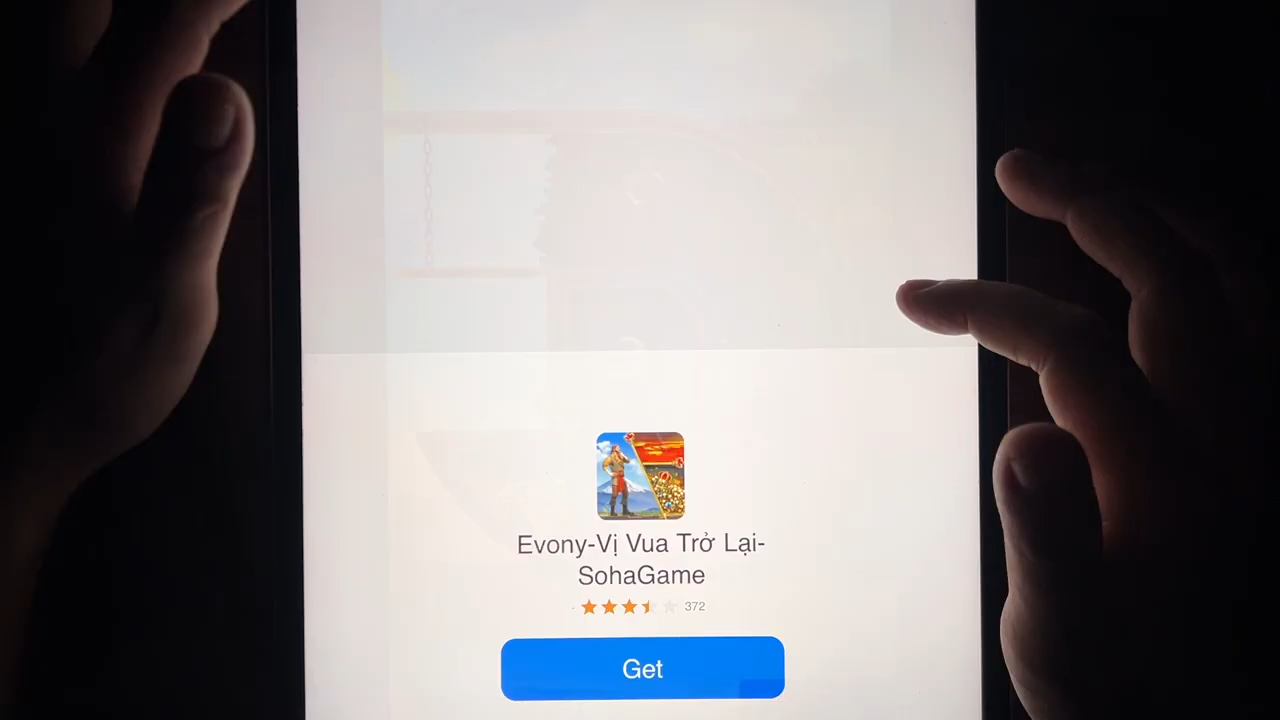 Evony-Vị Vua Trở Lại-
SohaGame
372
Get